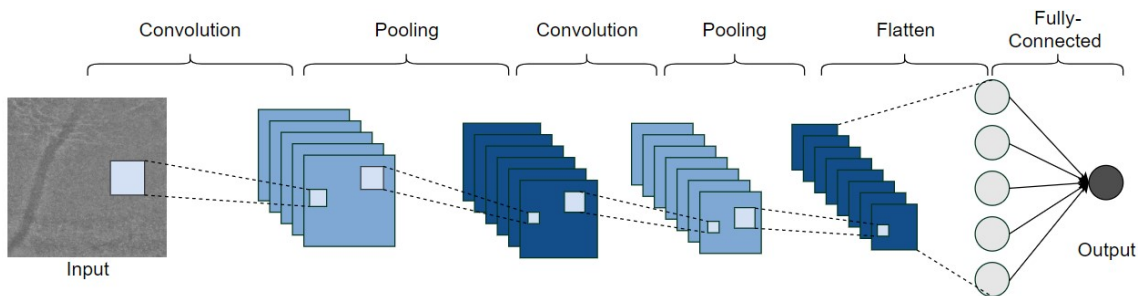 Convolution
Pooling
Convolution
Pooling
Flatten
Fully-
Connected
Input
Output